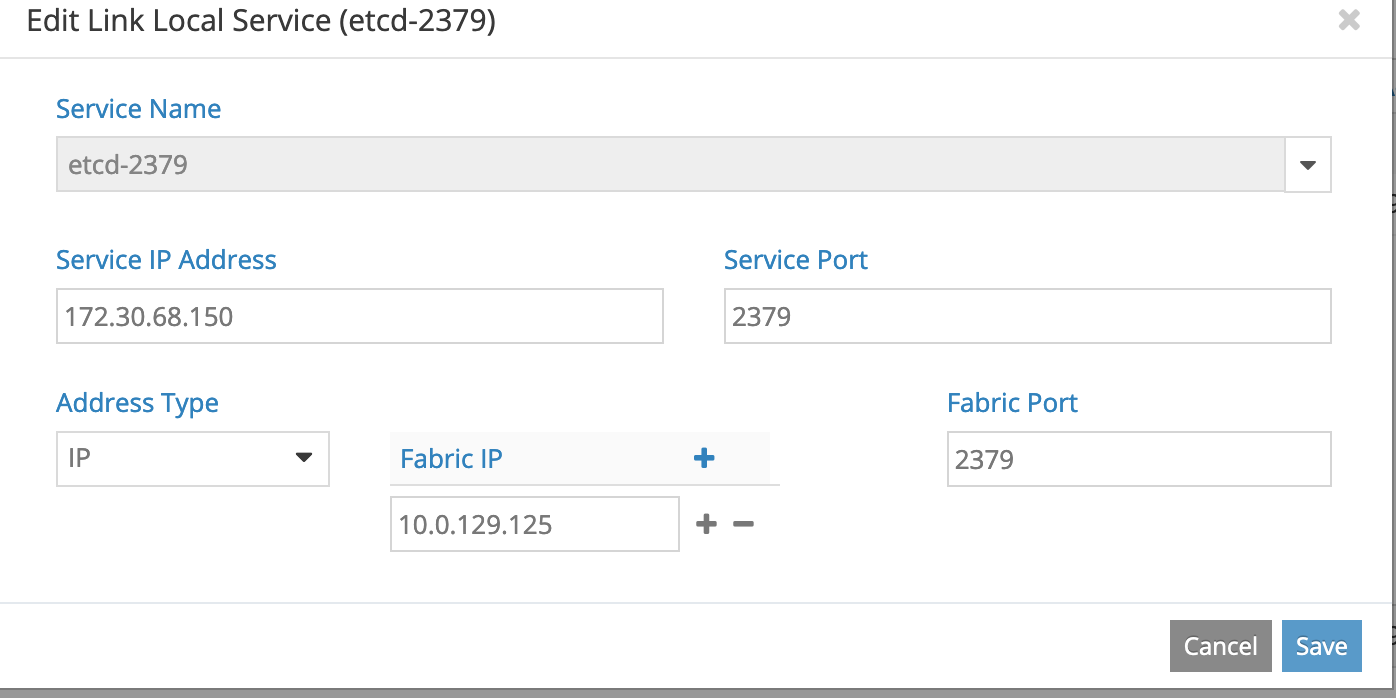 Edit Link Local Service (etcd-2379)
Service Name
etcd-2379
Service IP Address
Service Port
172.30.68.150
2379
Address Type
Fabric Port
IP
Fabric IP
2379
10.0.129.125
Cancel
Save